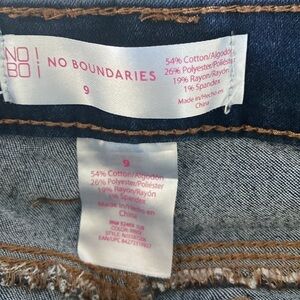 NO!
BO!
NO BOUNDARIES
9
54% Cotton/Algodón
26% Polyester/Poliéster
19% Rayon/Rayón
1% Spandex
Made in/Hecho en
China
9
54% Cotton/Algodón
26% Polyester/Poliéster
19% Rayon/Rayón
1% Spandex
Made in/Hecho en
China